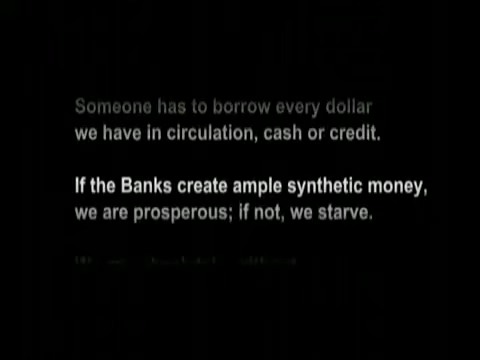 Someone has to borrow every dollar
we have in circulation, cash or credit.
If the Banks create ample synthetic money,
we are prosperous; if not, we starve.